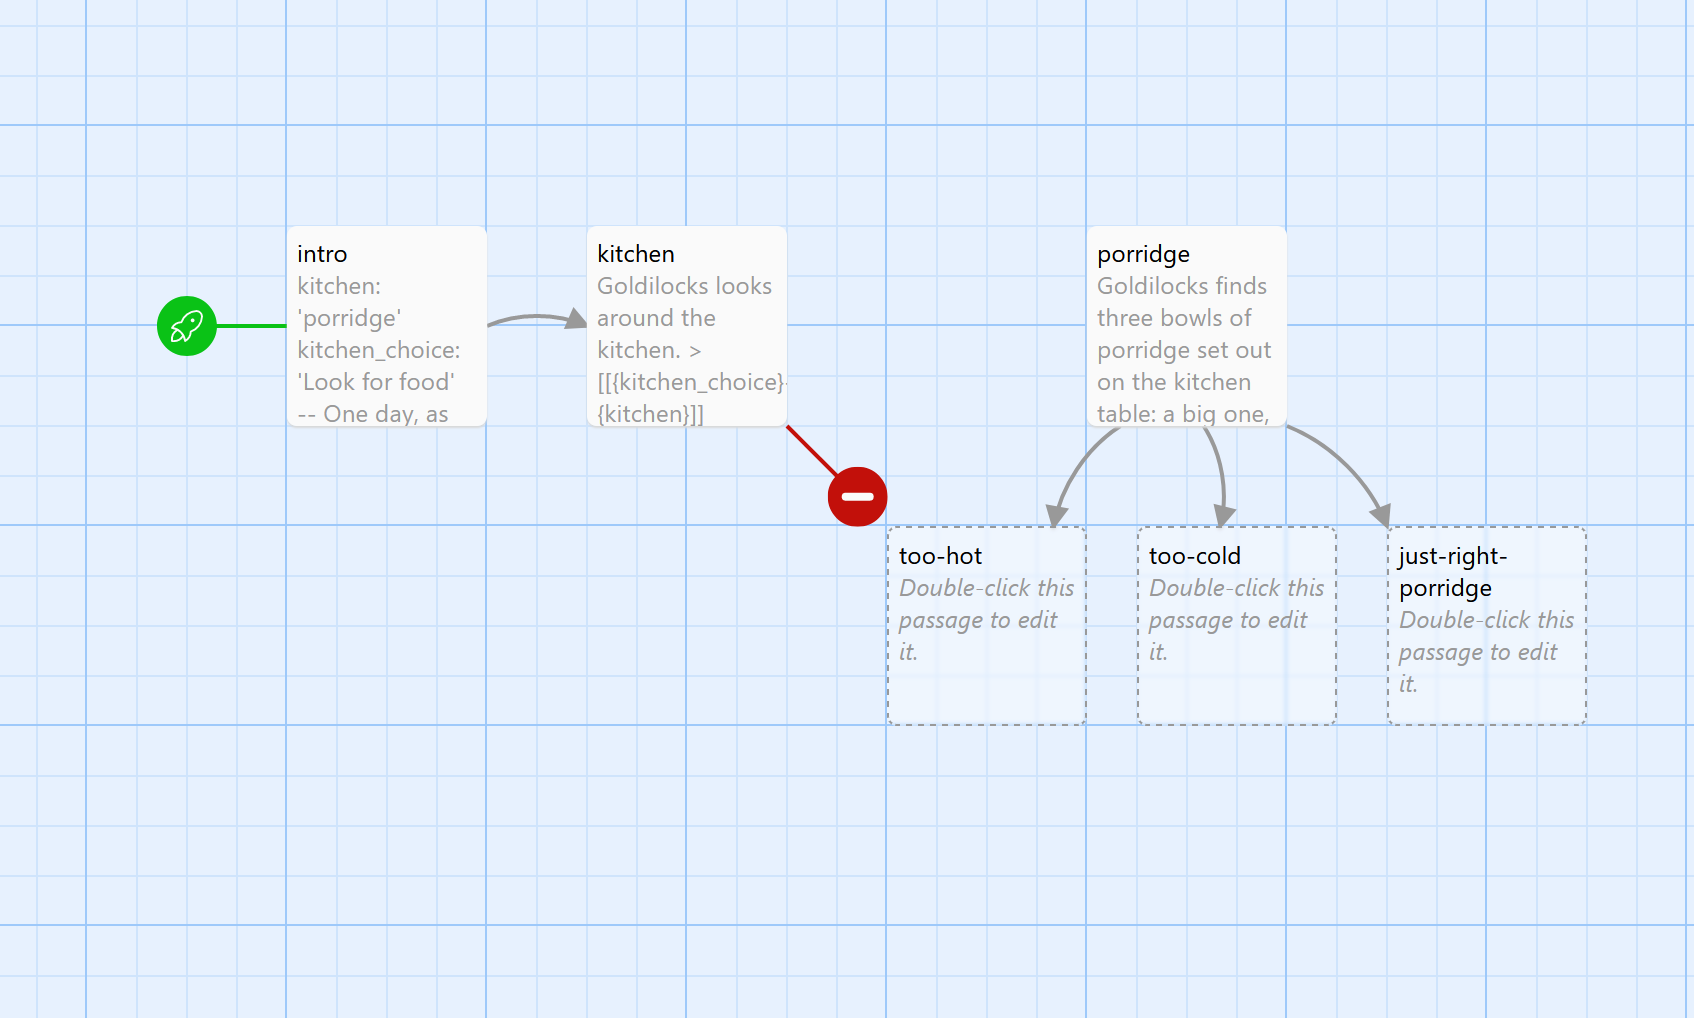 intro
kitchen:
'porridge'
kitchen_choice:
'Look for food'
-- One day, as
kitchen
Goldilocks looks
around the
kitchen. >
[[{kitchen_choice}-
{kitchen}]]
porridge
Goldilocks finds
three bowls of
porridge set out
on the kitchen
table: a big one,
too-hot
Double-click this
passage to edit
it.
too-cold
Double-click this
passage to edit
it.
just-right-
porridge
Double-click this
passage to edit
it.